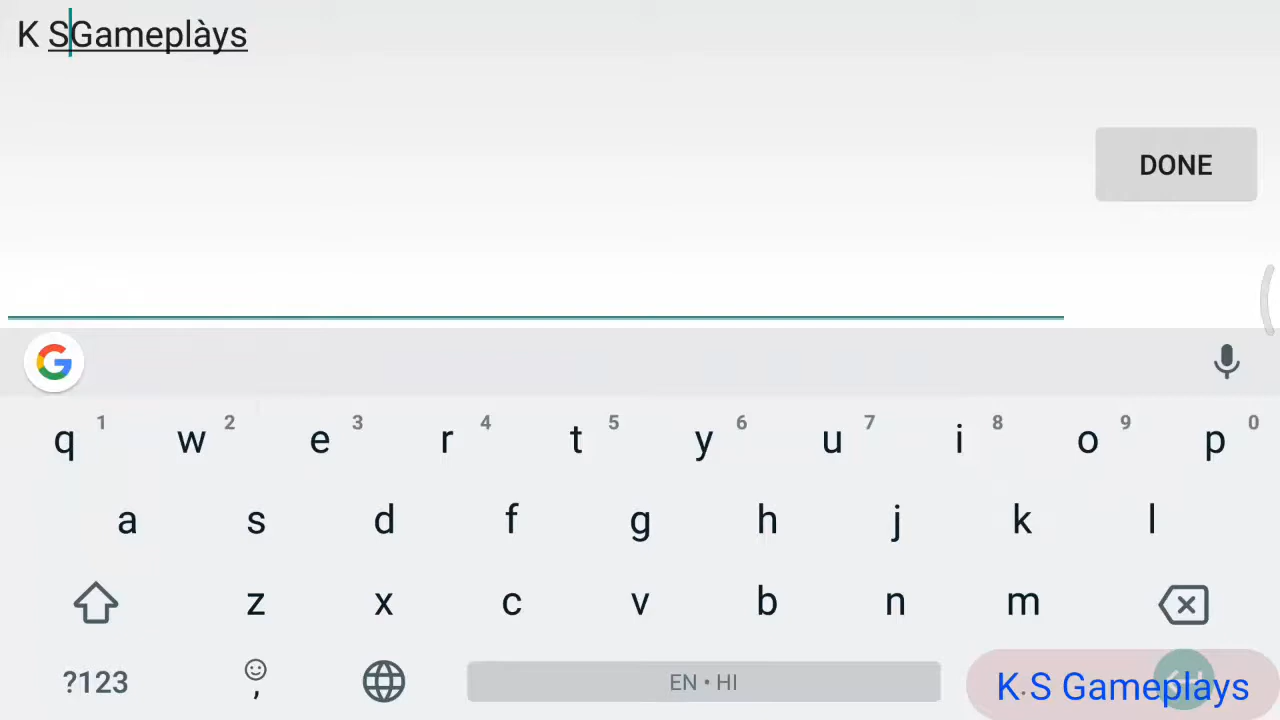 K SGameplàys
DONE
q 1 w 2 e 3 r 4 t 5 y 6 u 7 i 8 o 9 p 0
a s d f g h j k l
z x c v b n m
?123 , EN • HI K.S Gameplays